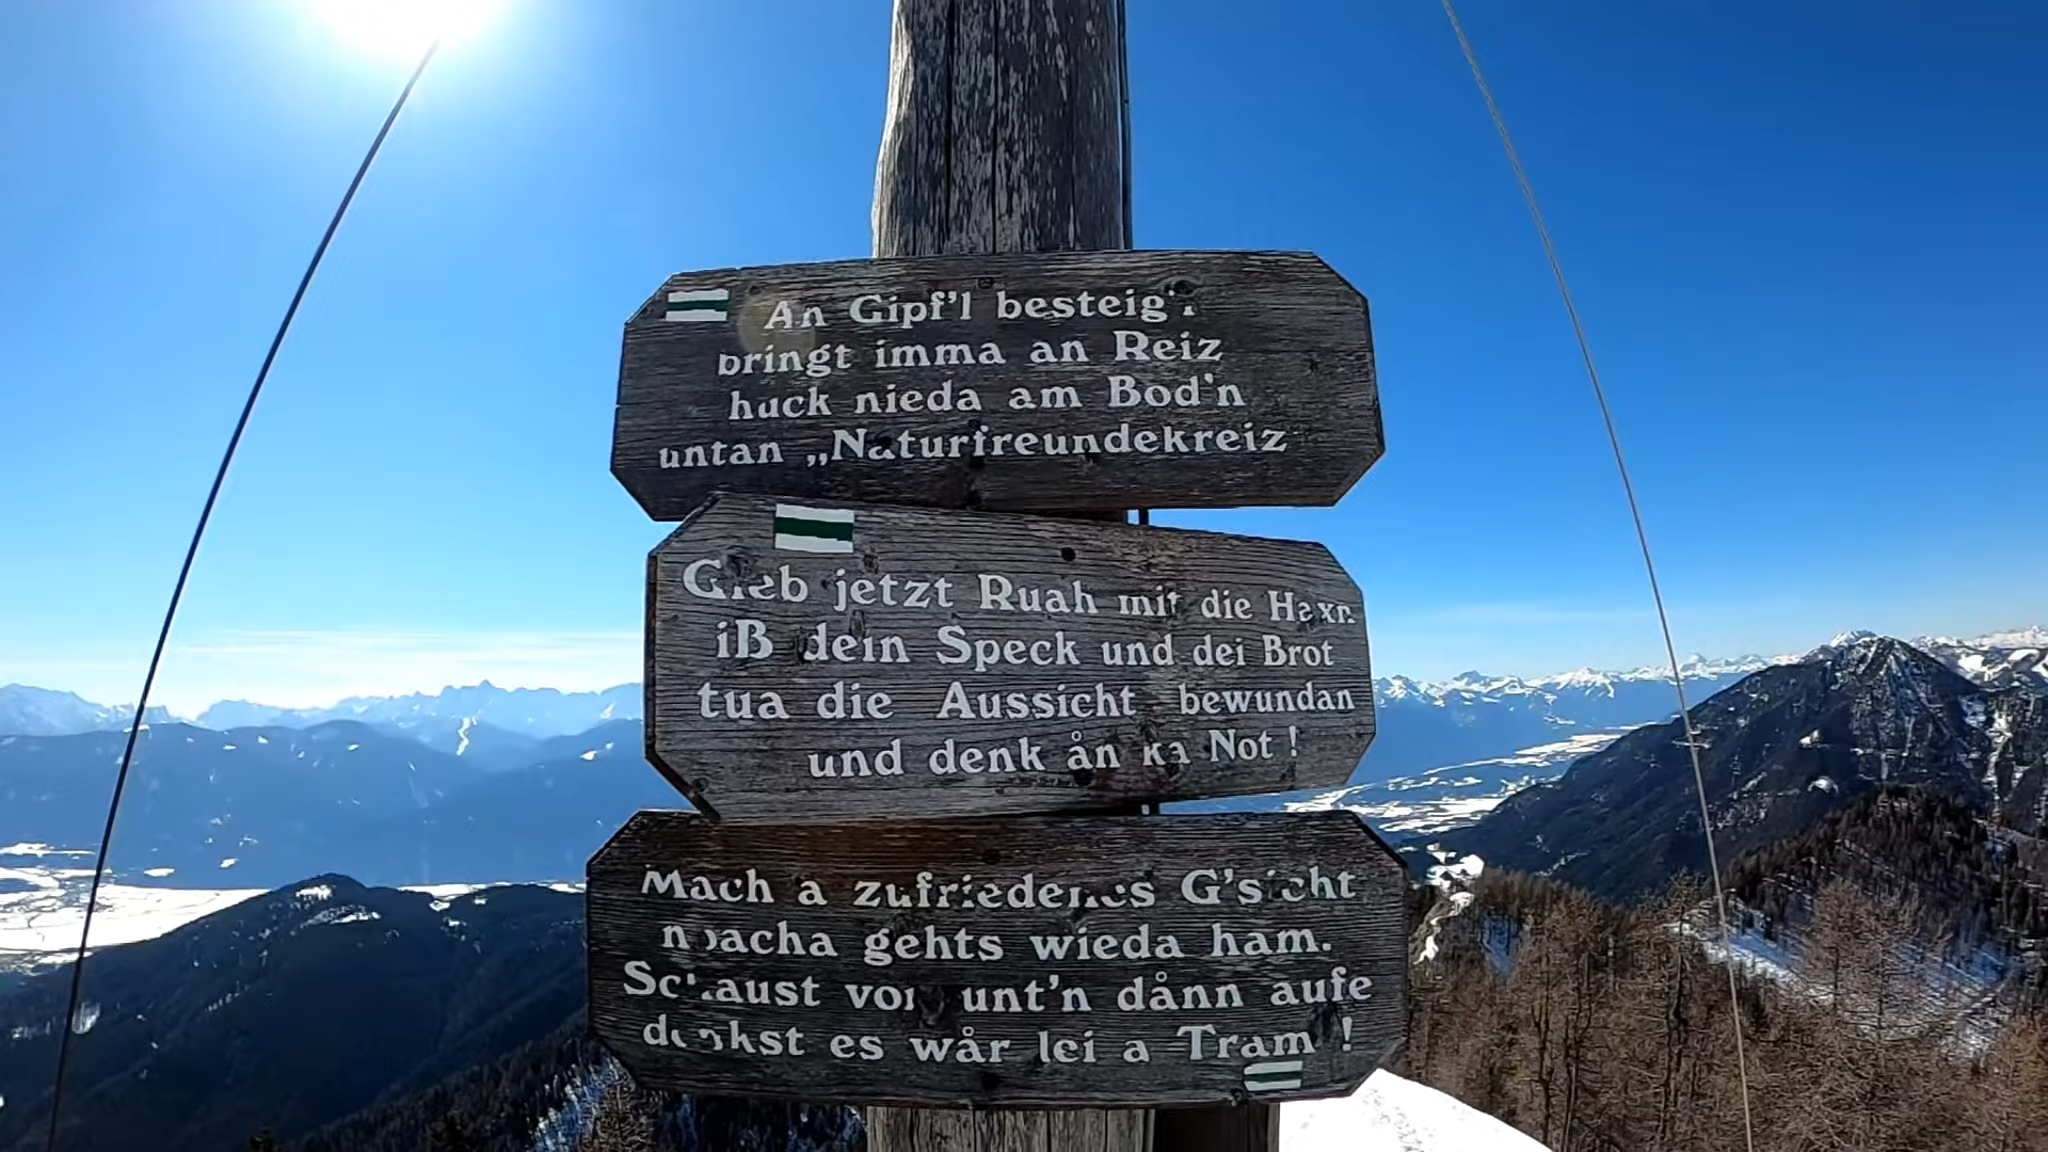 An Gipf'l besteig'n
bringt imma an Reiz
huck nieda am Bod'n
untan „Naturfreundekreiz"
Gieb jetzt Ruah mit die Haxn
iß dein Speck und dei Brot
tua die Aussicht bewundan
und denk ån ka Not !
Mach a zufriedenes G'sicht
noacha gehts wieda ham.
Schaust von unt'n dånn aufe
denkst es wår lei a Tram !